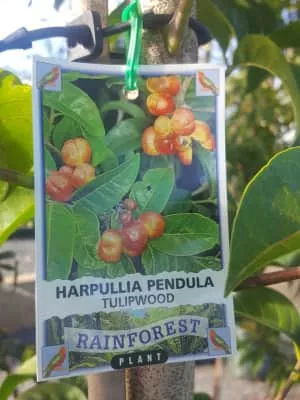 HARPULLIA PENDULA
TULIPWOOD
RAINFOREST
PLANT